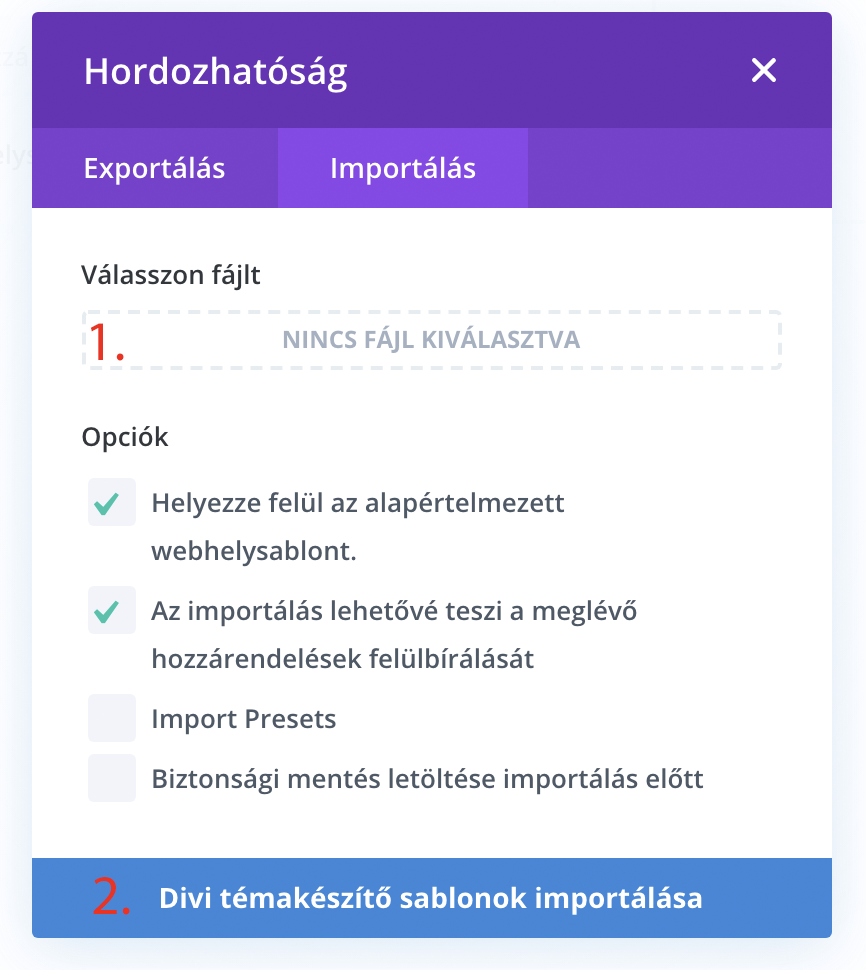 Hordozhatóság
Exportálás
Importálás
Válasszon fájlt
1.
NINCS FÁJL KIVÁLASZTVA
Opciók
Helyezze felül az alapértelmezett
webhelysablont.
Az importálás lehetővé teszi a meglévő
hozzárendelések felülbírálását
Import Presets
Biztonsági mentés letöltése importálás előtt
2.
Divi témakészítő sablonok importálása